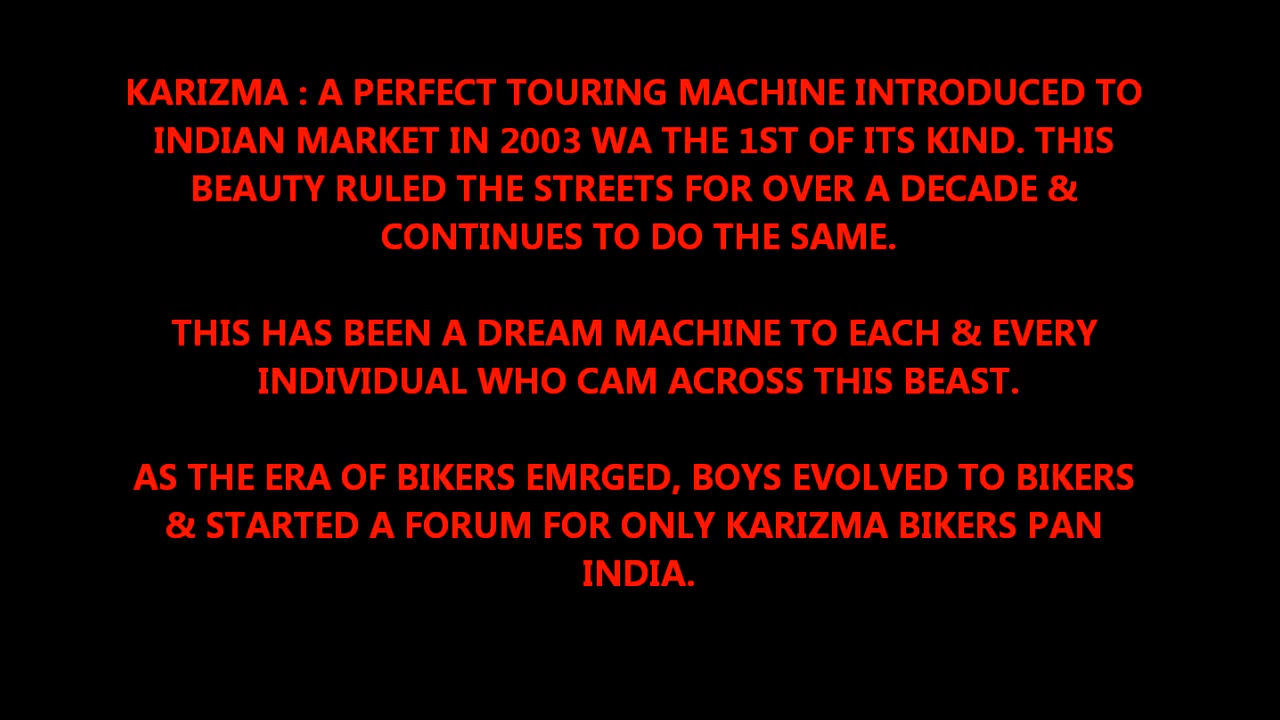 KARIZMA : A PERFECT TOURING MACHINE INTRODUCED TO
INDIAN MARKET IN 2003 WA THE 1ST OF ITS KIND. THIS
BEAUTY RULED THE STREETS FOR OVER A DECADE &
CONTINUES TO DO THE SAME.
THIS HAS BEEN A DREAM MACHINE TO EACH & EVERY
INDIVIDUAL WHO CAM ACROSS THIS BEAST.
AS THE ERA OF BIKERS EMRGED, BOYS EVOLVED TO BIKERS
& STARTED A FORUM FOR ONLY KARIZMA BIKERS PAN
INDIA.